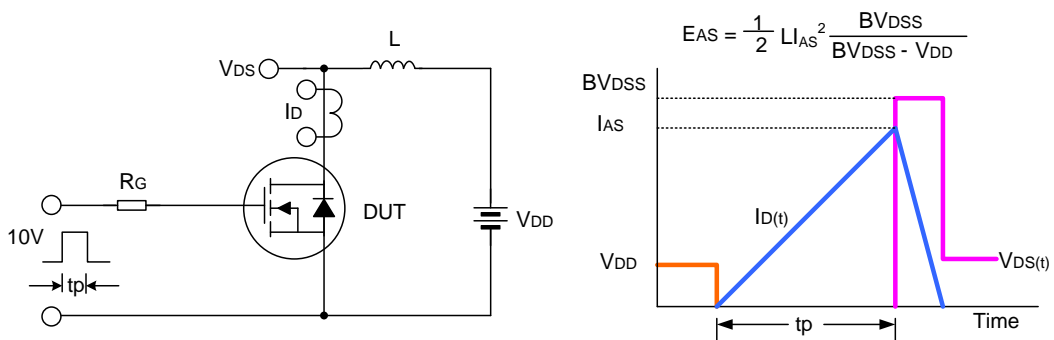 L
VDS
ID
RG
DUT
VDD
10V
tp
EAS = 1/2 LIAS² BVDSS/(BVDSS - VDD)
BVDSS
IAS
ID(t)
VDD
VDS(t)
tp
Time